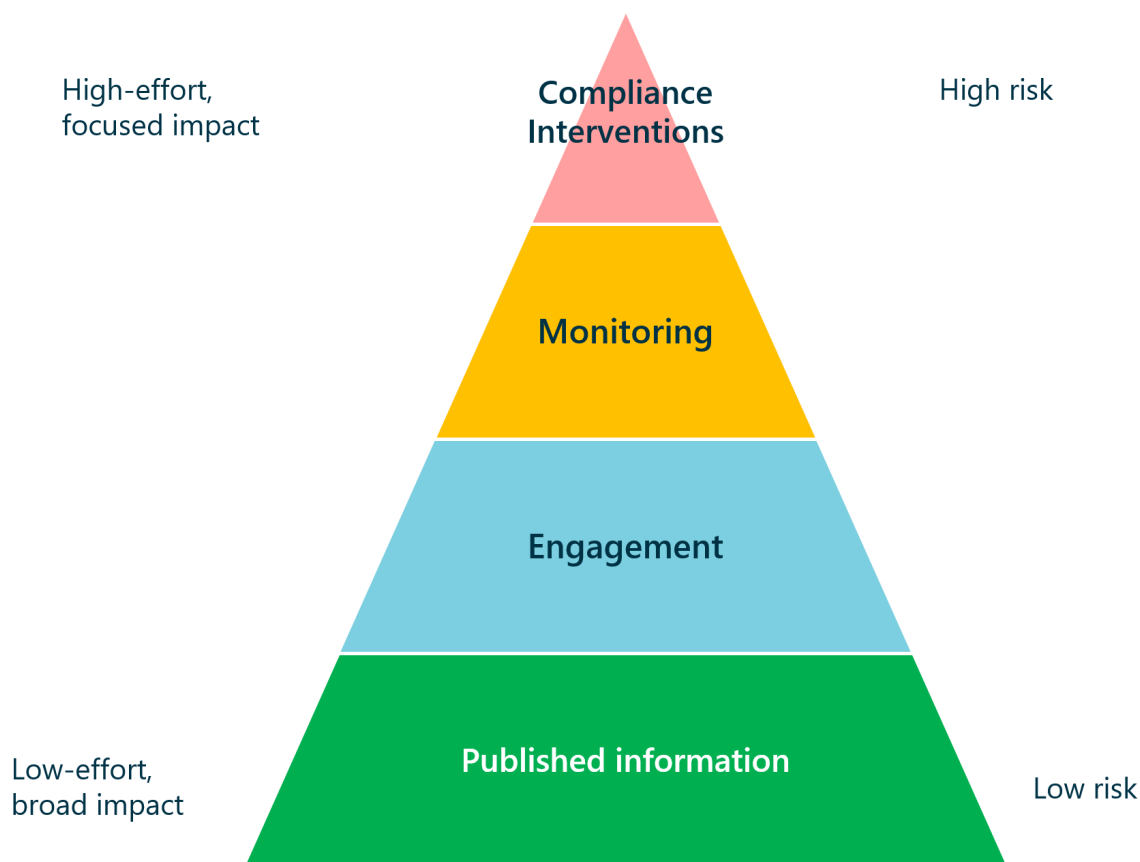 High-effort,
focused impact
Compliance
Interventions
High risk
Monitoring
Engagement
Published information
Low-effort,
broad impact
Low risk